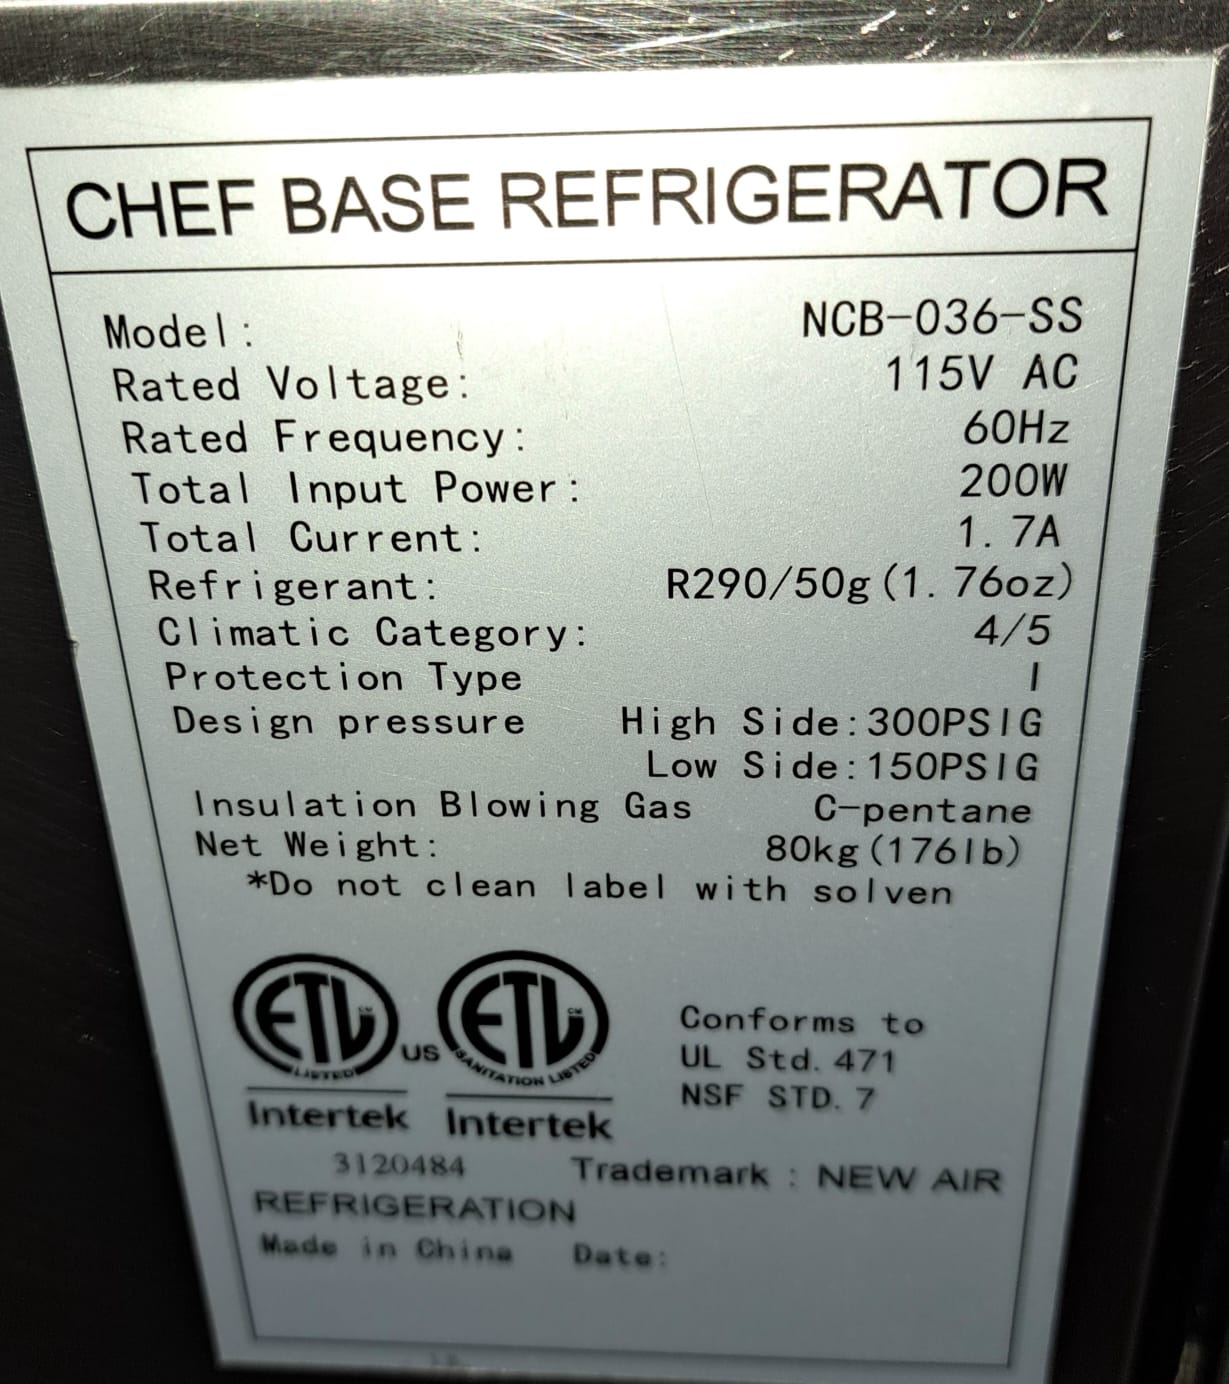 CHEF BASE REFRIGERATOR
Model: NCB-036-SS
Rated Voltage: 115V AC
Rated Frequency: 60Hz
Total Input Power: 200W
Total Current: 1.7A
Refrigerant: R290/50g(1.76oz)
Climatic Category: 4/5
Protection Type I
Design pressure High Side:300PSIG
Low Side:150PSIG
Insulation Blowing Gas C-pentane
Net Weight: 80kg(176lb)
*Do not clean label with solven
ETL LISTED US
Intertek
3120484
ETL SANITATION LISTED
Intertek
Conforms to
UL Std. 471
NSF STD. 7
Trademark : NEW AIR
REFRIGERATION
Made in China Date: